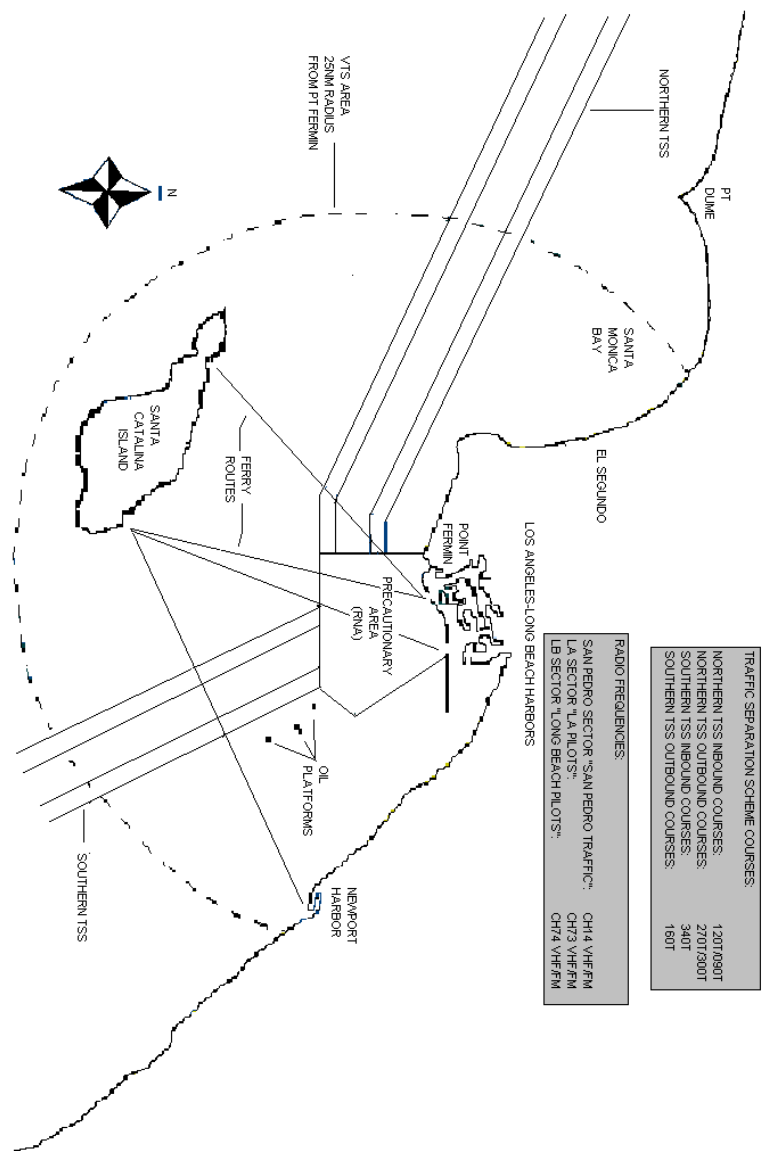 TRAFFIC SEPARATION SCHEME COURSES:
NORTHERN TSS INBOUND COURSES: 120T/090T
NORTHERN TSS OUTBOUND COURSES: 270T/300T
SOUTHERN TSS INBOUND COURSES: 340T
SOUTHERN TSS OUTBOUND COURSES: 160T
RADIO FREQUENCIES:
SAN PEDRO SECTOR "SAN PEDRO TRAFFIC": CH14 VHF/FM
LA SECTOR "LA PILOTS": CH73 VHF/FM
LB SECTOR "LONG BEACH PILOTS": CH74 VHF/FM
PT
DUME
NORTHERN TSS
SANTA
MONICA
BAY
EL SEGUNDO
LOS ANGELES-LONG BEACH HARBORS
POINT
FERMIN
PRECAUTIONARY
AREA
(RNA)
VTS AREA
25NM RADIUS
FROM PT FERMIN
N
FERRY
ROUTES
SANTA
CATALINA
ISLAND
OIL
PLATFORMS
NEWPORT
HARBOR
SOUTHERN TSS